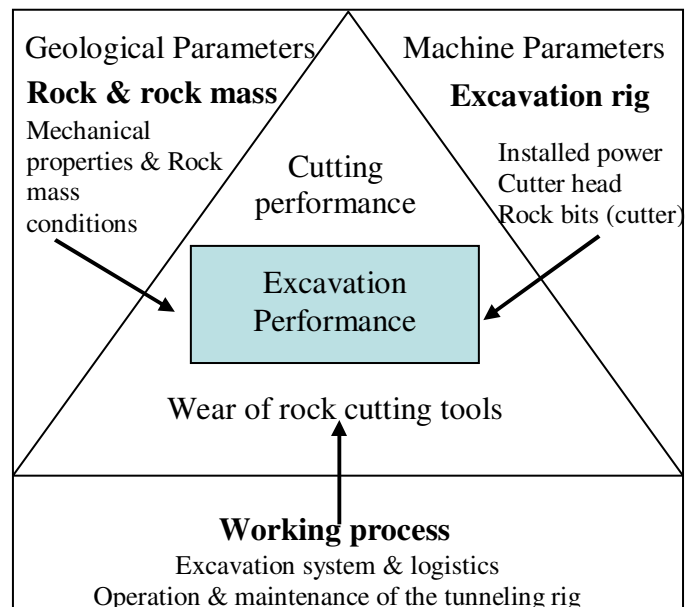 Geological Parameters
Rock & rock mass
Mechanical
properties & Rock
mass
conditions
Machine Parameters
Excavation rig
Installed power
Cutter head
Rock bits (cutter)
Cutting
performance
Excavation
Performance
Wear of rock cutting tools
Working process
Excavation system & logistics
Operation & maintenance of the tunneling rig